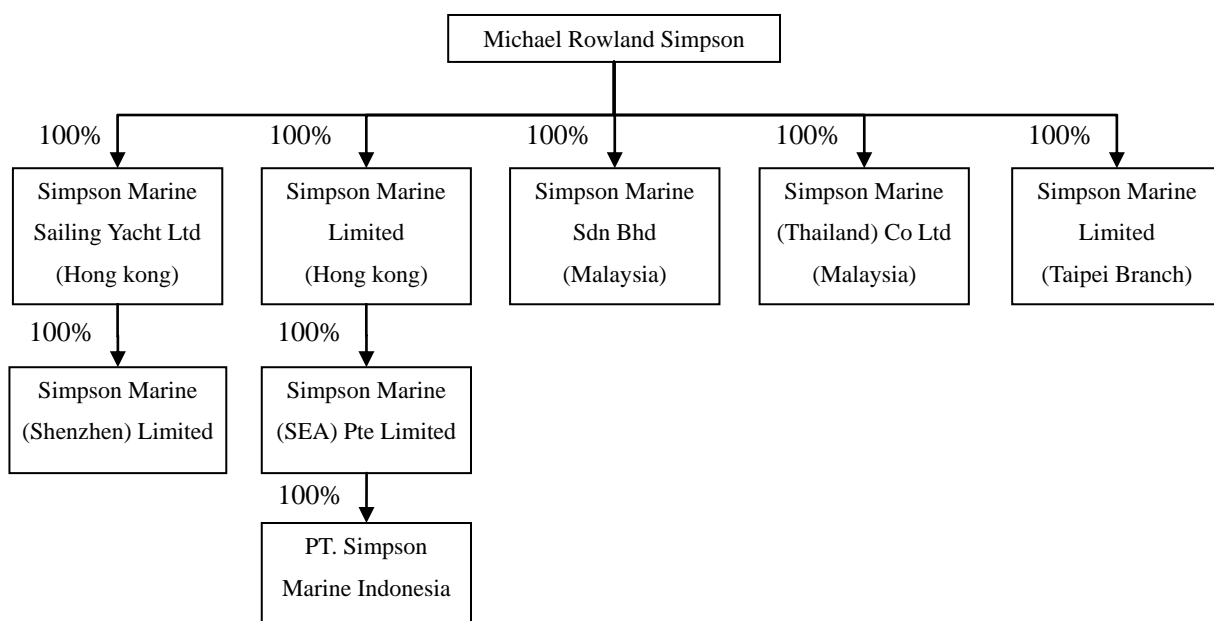 Michael Rowland Simpson
100%
100%
100%
100%
100%
Simpson Marine
Sailing Yacht Ltd
(Hong kong)
Simpson Marine
Limited
(Hong kong)
Simpson Marine
Sdn Bhd
(Malaysia)
Simpson Marine
(Thailand) Co Ltd
(Malaysia)
Simpson Marine
Limited
(Taipei Branch)
100%
100%
Simpson Marine
(Shenzhen) Limited
Simpson Marine
(SEA) Pte Limited
100%
PT. Simpson
Marine Indonesia